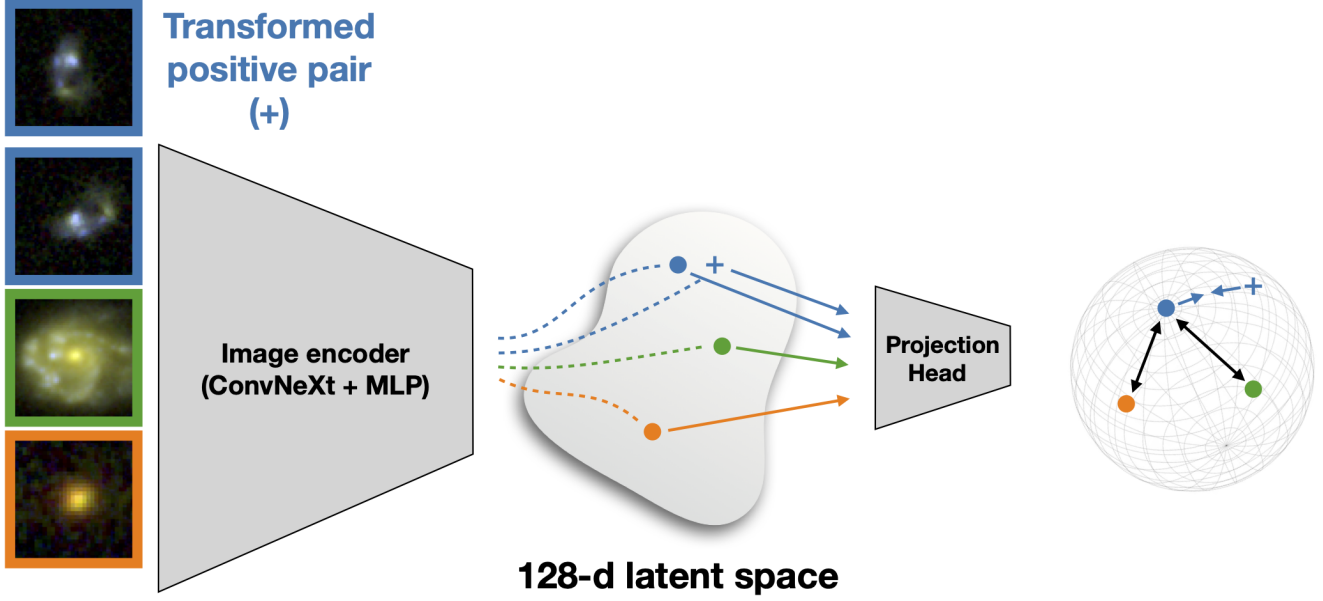 Transformed
positive pair
(+)
Image encoder
(ConvNeXt + MLP)
Projection
Head
128-d latent space